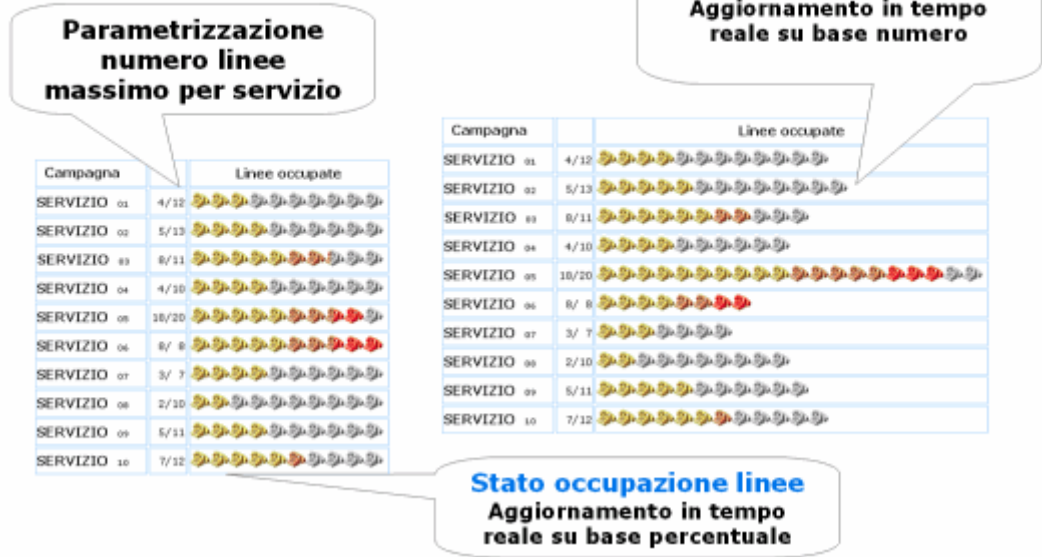 Aggiornamento in tempo
reale su base numero
Parametrizzazione
numero linee
massimo per servizio
Campagna Linee occupate
SERVIZIO 01 4/12
SERVIZIO 02 5/13
SERVIZIO 03 8/11
SERVIZIO 04 4/10
SERVIZIO 05 18/20
SERVIZIO 06 8/ 8
SERVIZIO 07 3/ 7
SERVIZIO 08 2/10
SERVIZIO 09 5/11
SERVIZIO 10 7/12
Campagna Linee occupate
SERVIZIO 01 4/12
SERVIZIO 02 5/13
SERVIZIO 03 8/11
SERVIZIO 04 4/10
SERVIZIO 05 18/20
SERVIZIO 06 8/ 8
SERVIZIO 07 3/ 7
SERVIZIO 08 2/10
SERVIZIO 09 5/11
SERVIZIO 10 7/12
Stato occupazione linee
Aggiornamento in tempo
reale su base percentuale